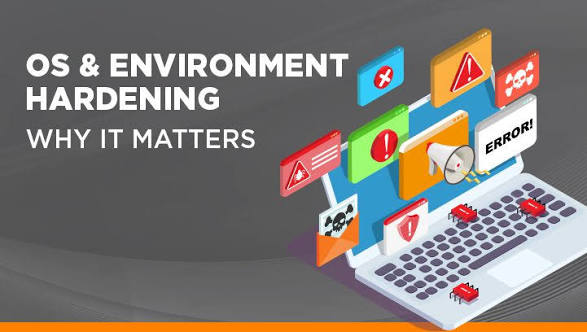 OS & ENVIRONMENT
HARDENING
WHY IT MATTERS
ERROR!